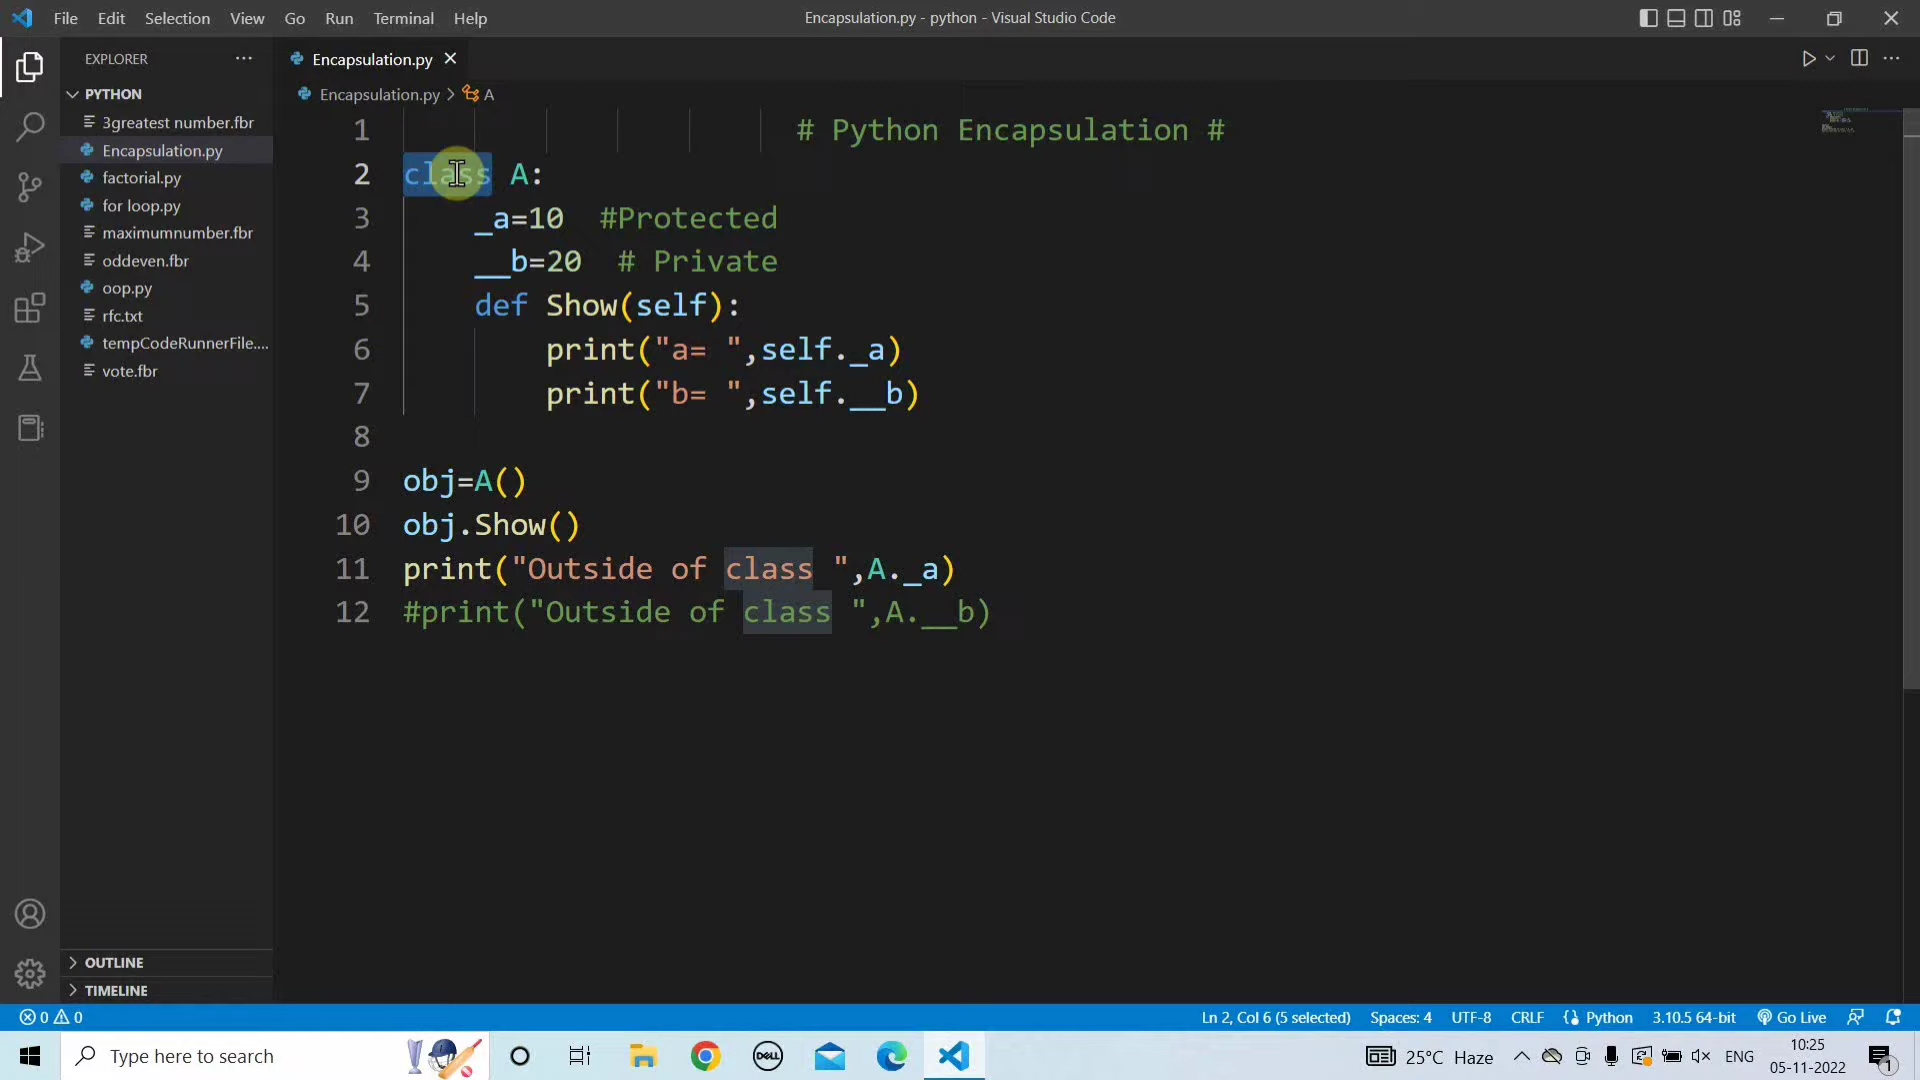 File Edit Selection View Go Run Terminal Help
Encapsulation.py - python - Visual Studio Code
EXPLORER
Encapsulation.py
PYTHON
Encapsulation.py > A
3greatest number.fbr
Encapsulation.py
factorial.py
for loop.py
maximumnumber.fbr
oddeven.fbr
oop.py
rfc.txt
tempCodeRunnerFile....
vote.fbr
OUTLINE
TIMELINE
1 # Python Encapsulation #
2 class A:
3 _a=10 #Protected
4 __b=20 # Private
5 def Show(self):
6 print("a= ",self._a)
7 print("b= ",self.__b)
8
9 obj=A()
10 obj.Show()
11 print("Outside of class ",A._a)
12 #print("Outside of class ",A.__b)
0 0
Ln 2, Col 6 (5 selected) Spaces: 4 UTF-8 CRLF Python 3.10.5 64-bit Go Live
Type here to search
DELL
25°C Haze
ENG
10:25
05-11-2022
1